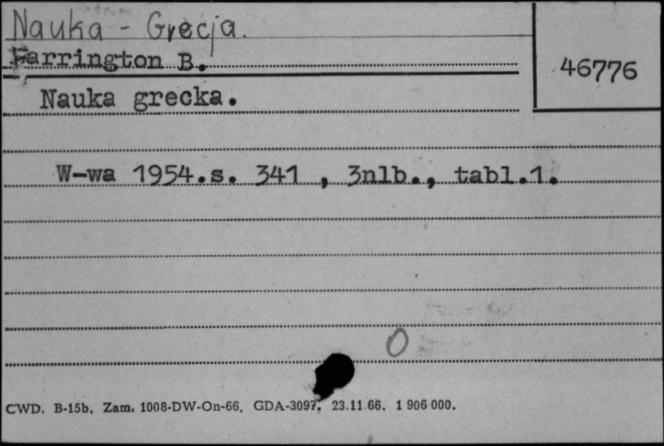 Nauka - Grecja.
Farrington B.
46776
Nauka grecka.
W-wa 1954.s. 341 , 3nlb., tabl.1.
0
CWD. B-15b. Zam. 1008-DW-On-66. GDA-3097. 23.11.66. 1 906 000.